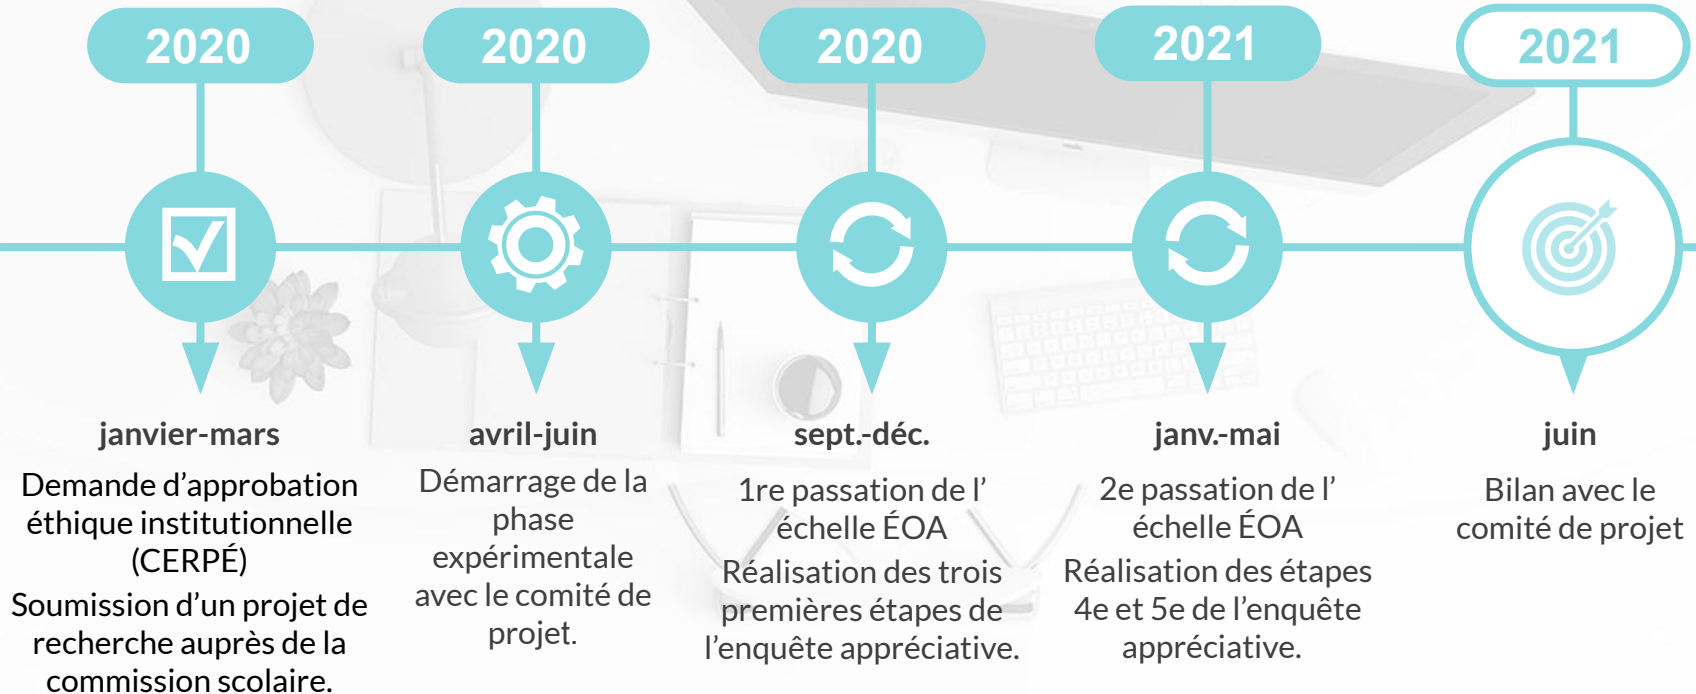 2020
2020
2020
2021
2021
janvier-mars
Demande d’approbation
éthique institutionnelle
(CERPÉ)
Soumission d’un projet de
recherche auprès de la
commission scolaire.
avril-juin
Démarrage de la
phase
expérimentale
avec le comité de
projet.
sept.-déc.
1re passation de l’
échelle ÉOA
Réalisation des trois
premières étapes de
l’enquête appréciative.
janv.-mai
2e passation de l’
échelle ÉOA
Réalisation des étapes
4e et 5e de l’enquête
appréciative.
juin
Bilan avec le
comité de projet